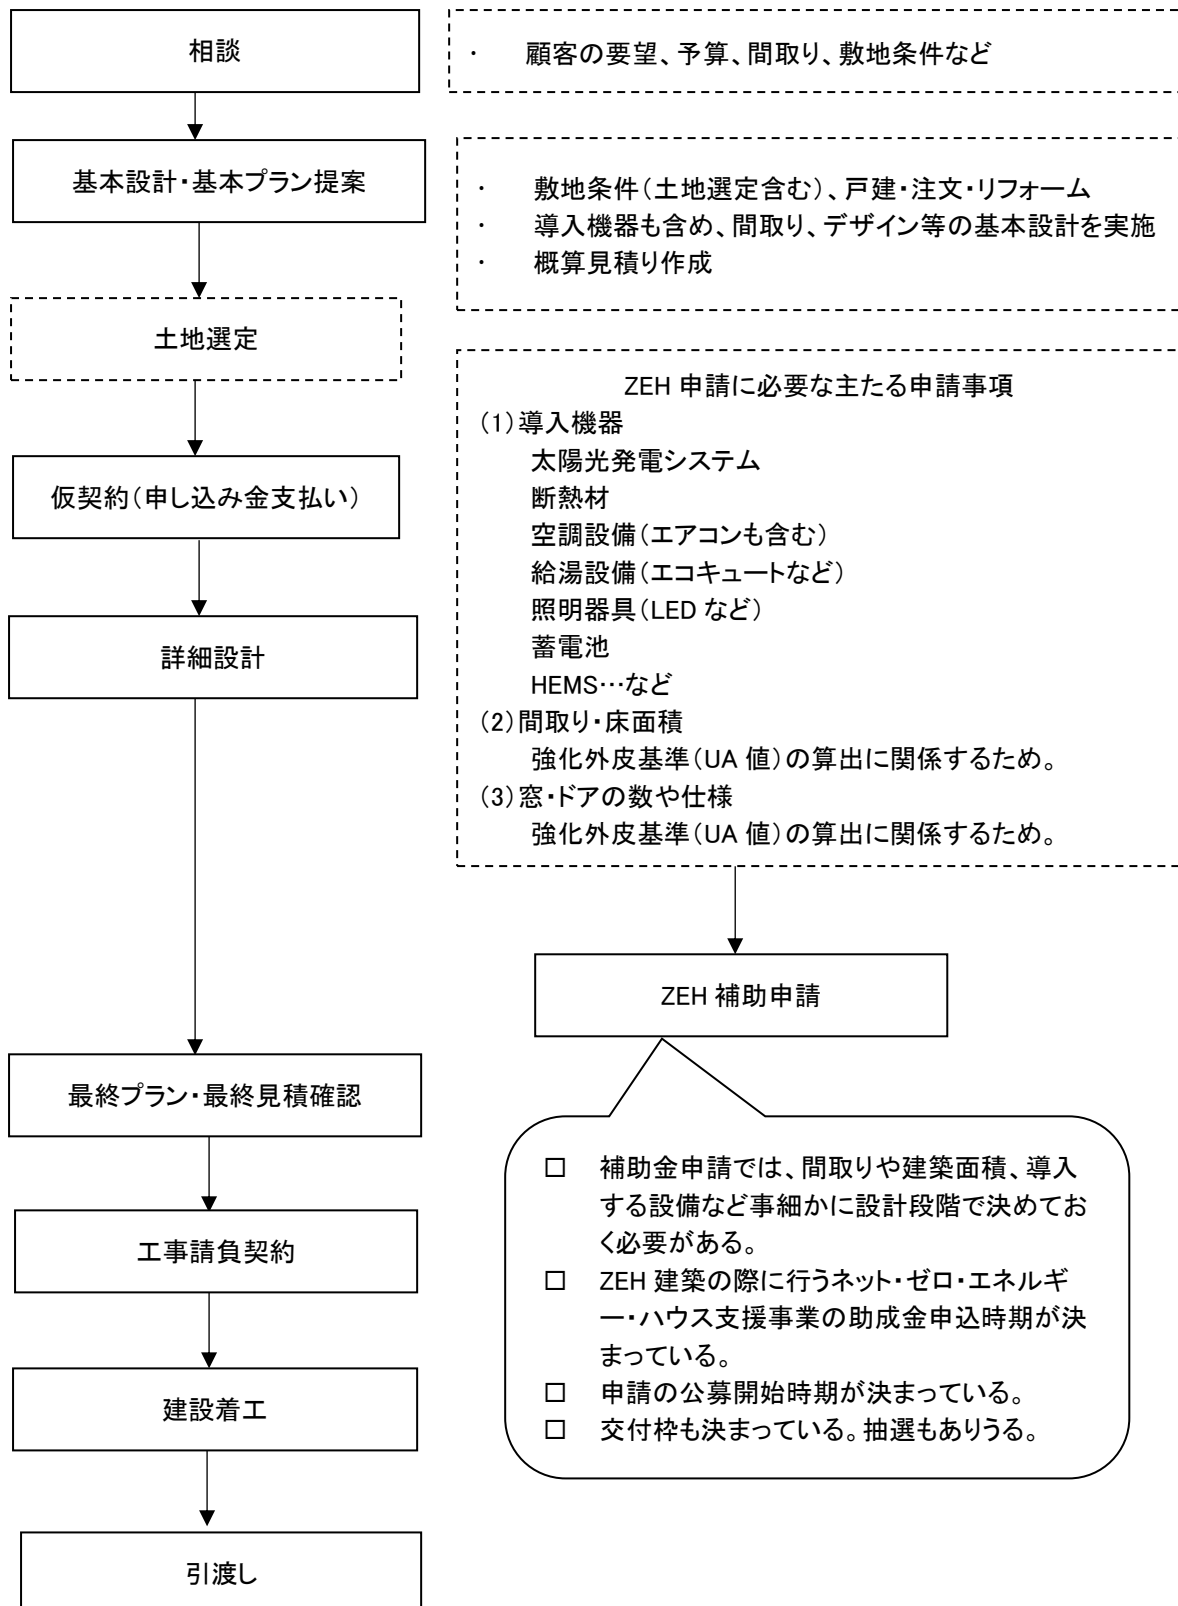 相談
・ 顧客の要望、予算、間取り、敷地条件など
基本設計・基本プラン提案
・ 敷地条件（土地選定含む）、戸建・注文・リフォーム
・ 導入機器も含め、間取り、デザイン等の基本設計を実施
・ 概算見積り作成
土地選定
仮契約（申し込み金支払い）
詳細設計
ZEH 申請に必要な主たる申請事項
（1）導入機器
太陽光発電システム
断熱材
空調設備（エアコンも含む）
給湯設備（エコキュートなど）
照明器具（LED など）
蓄電池
HEMS…など
（2）間取り・床面積
強化外皮基準（UA 値）の算出に関係するため。
（3）窓・ドアの数や仕様
強化外皮基準（UA 値）の算出に関係するため。
ZEH 補助申請
最終プラン・最終見積確認
工事請負契約
建設着工
引渡し
□ 補助金申請では、間取りや建築面積、導入
する設備など事細かに設計段階で決めてお
く必要がある。
□ ZEH 建築の際に行うネット・ゼロ・エネルギ
ー・ハウス支援事業の助成金申込時期が決
まっている。
□ 申請の公募開始時期が決まっている。
□ 交付枠も決まっている。抽選もありうる。